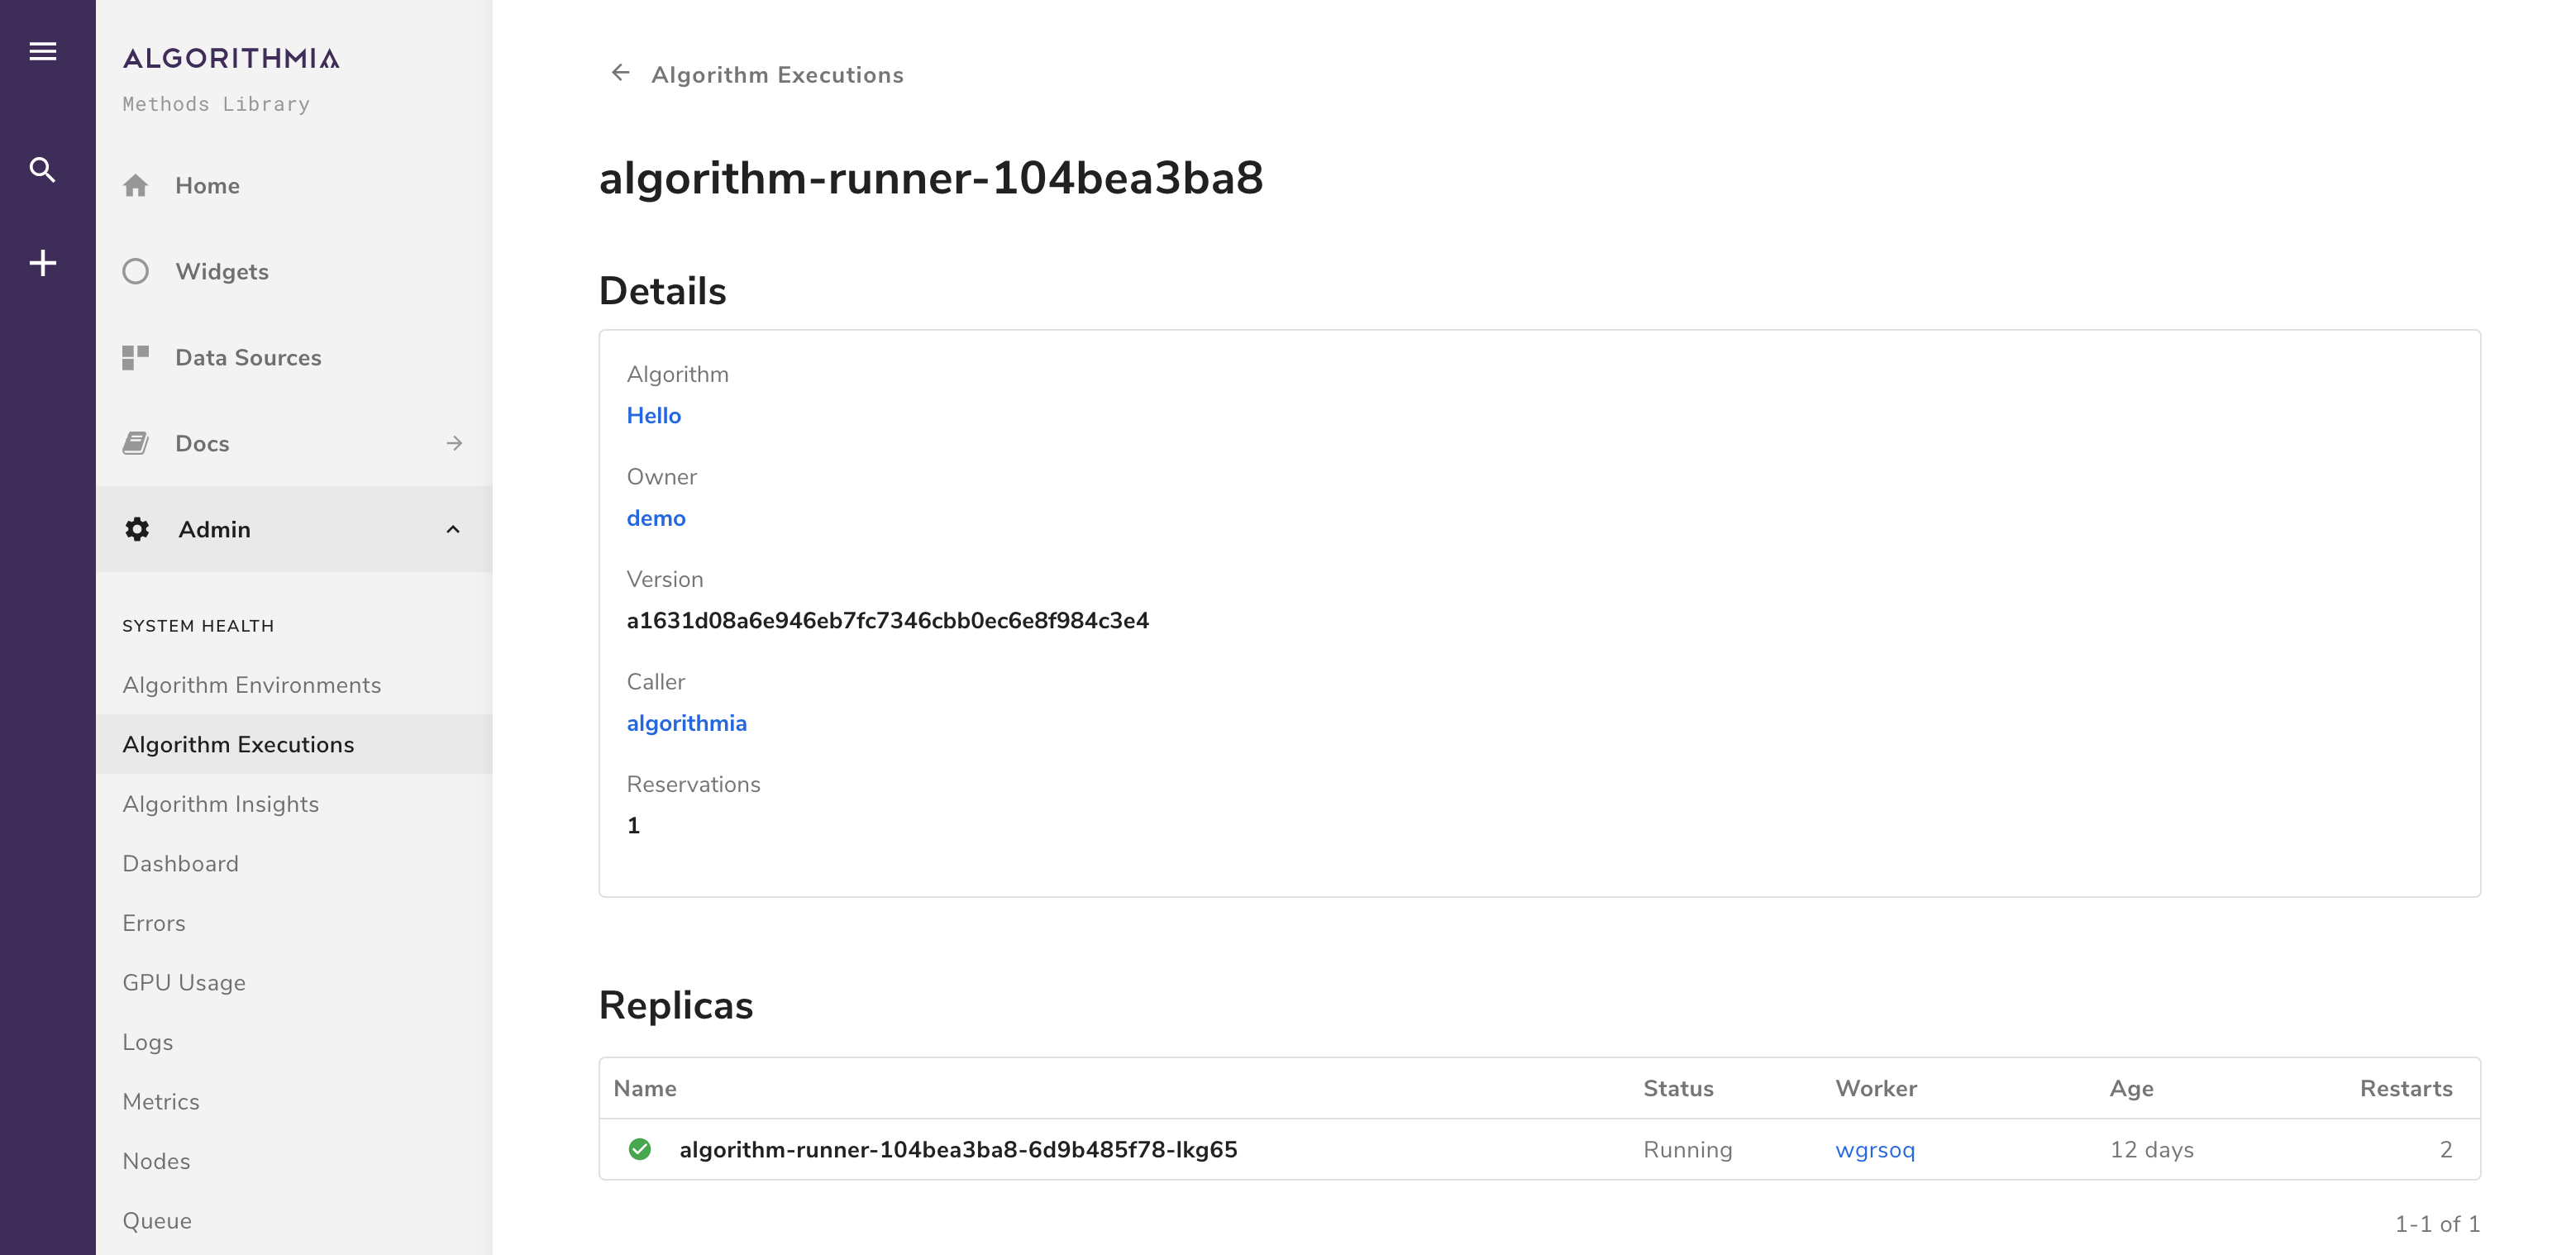 ALGORITHMIA
Methods Library
Home
Widgets
Data Sources
Docs
Admin
SYSTEM HEALTH
Algorithm Environments
Algorithm Executions
Algorithm Insights
Dashboard
Errors
GPU Usage
Logs
Metrics
Nodes
Queue
Algorithm Executions
algorithm-runner-104bea3ba8
Details
Algorithm
Hello
Owner
demo
Version
a1631d08a6e946eb7fc7346cbb0ec6e8f984c3e4
Caller
algorithmia
Reservations
1
Replicas
Name Status Worker Age Restarts
algorithm-runner-104bea3ba8-6d9b485f78-lkg65 Running wgrsoq 12 days 2
1-1 of 1